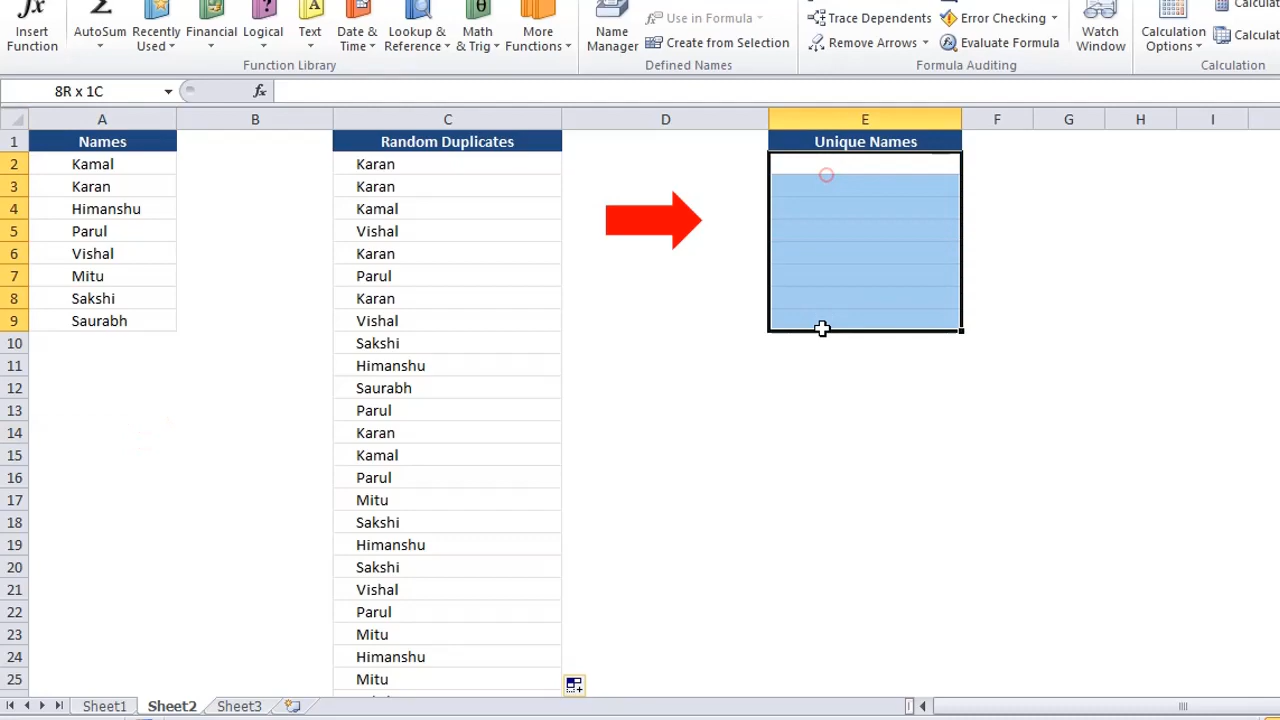 Insert Function
AutoSum
Recently Used
Financial
Logical
Text
Date & Time
Lookup & Reference
Math & Trig
More Functions
Function Library
Name Manager
Use in Formula
Create from Selection
Defined Names
Trace Dependents
Remove Arrows
Error Checking
Evaluate Formula
Formula Auditing
Watch Window
Calculation Options
Calculation
8R x 1C
fx
A B C D E F G H I
1 Names Random Duplicates Unique Names
2 Kamal Karan
3 Karan Karan
4 Himanshu Kamal
5 Parul Vishal
6 Vishal Karan
7 Mitu Parul
8 Sakshi Karan
9 Saurabh Vishal
10 Sakshi
11 Himanshu
12 Saurabh
13 Parul
14 Karan
15 Kamal
16 Parul
17 Mitu
18 Sakshi
19 Himanshu
20 Sakshi
21 Vishal
22 Parul
23 Mitu
24 Himanshu
25 Mitu
Sheet1 Sheet2 Sheet3